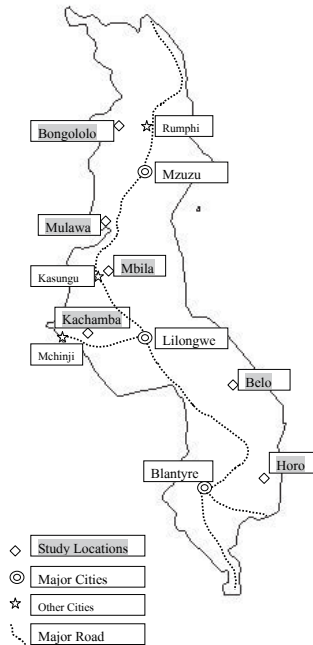 Bongololo
Rumphi
Mzuzu
a
Mulawa
Kasungu
Mbila
Kachamba
Mchinji
Lilongwe
Belo
Blantyre
Horo
Study Locations
Major Cities
Other Cities
Major Road